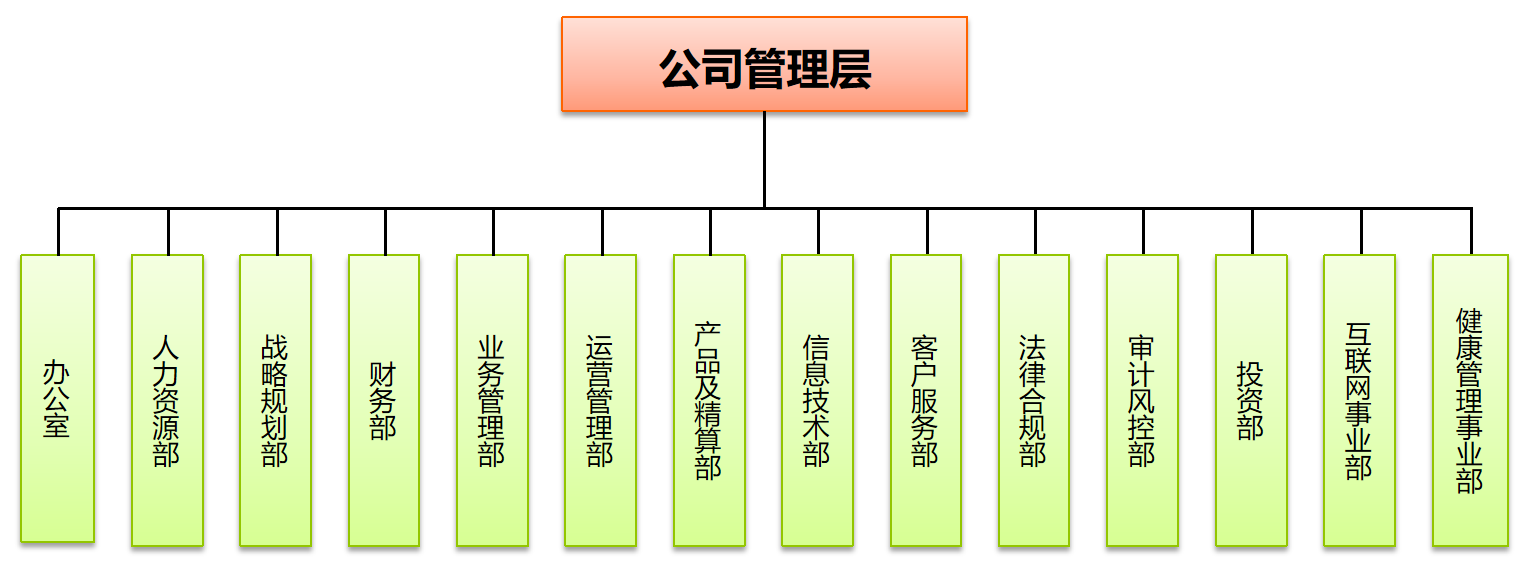 公司管理层
办公室
人力资源部
战略规划部
财务部
业务管理部
运营管理部
产品及精算部
信息技术部
客户服务部
法律合规部
审计风控部
投资部
互联网事业部
健康管理事业部